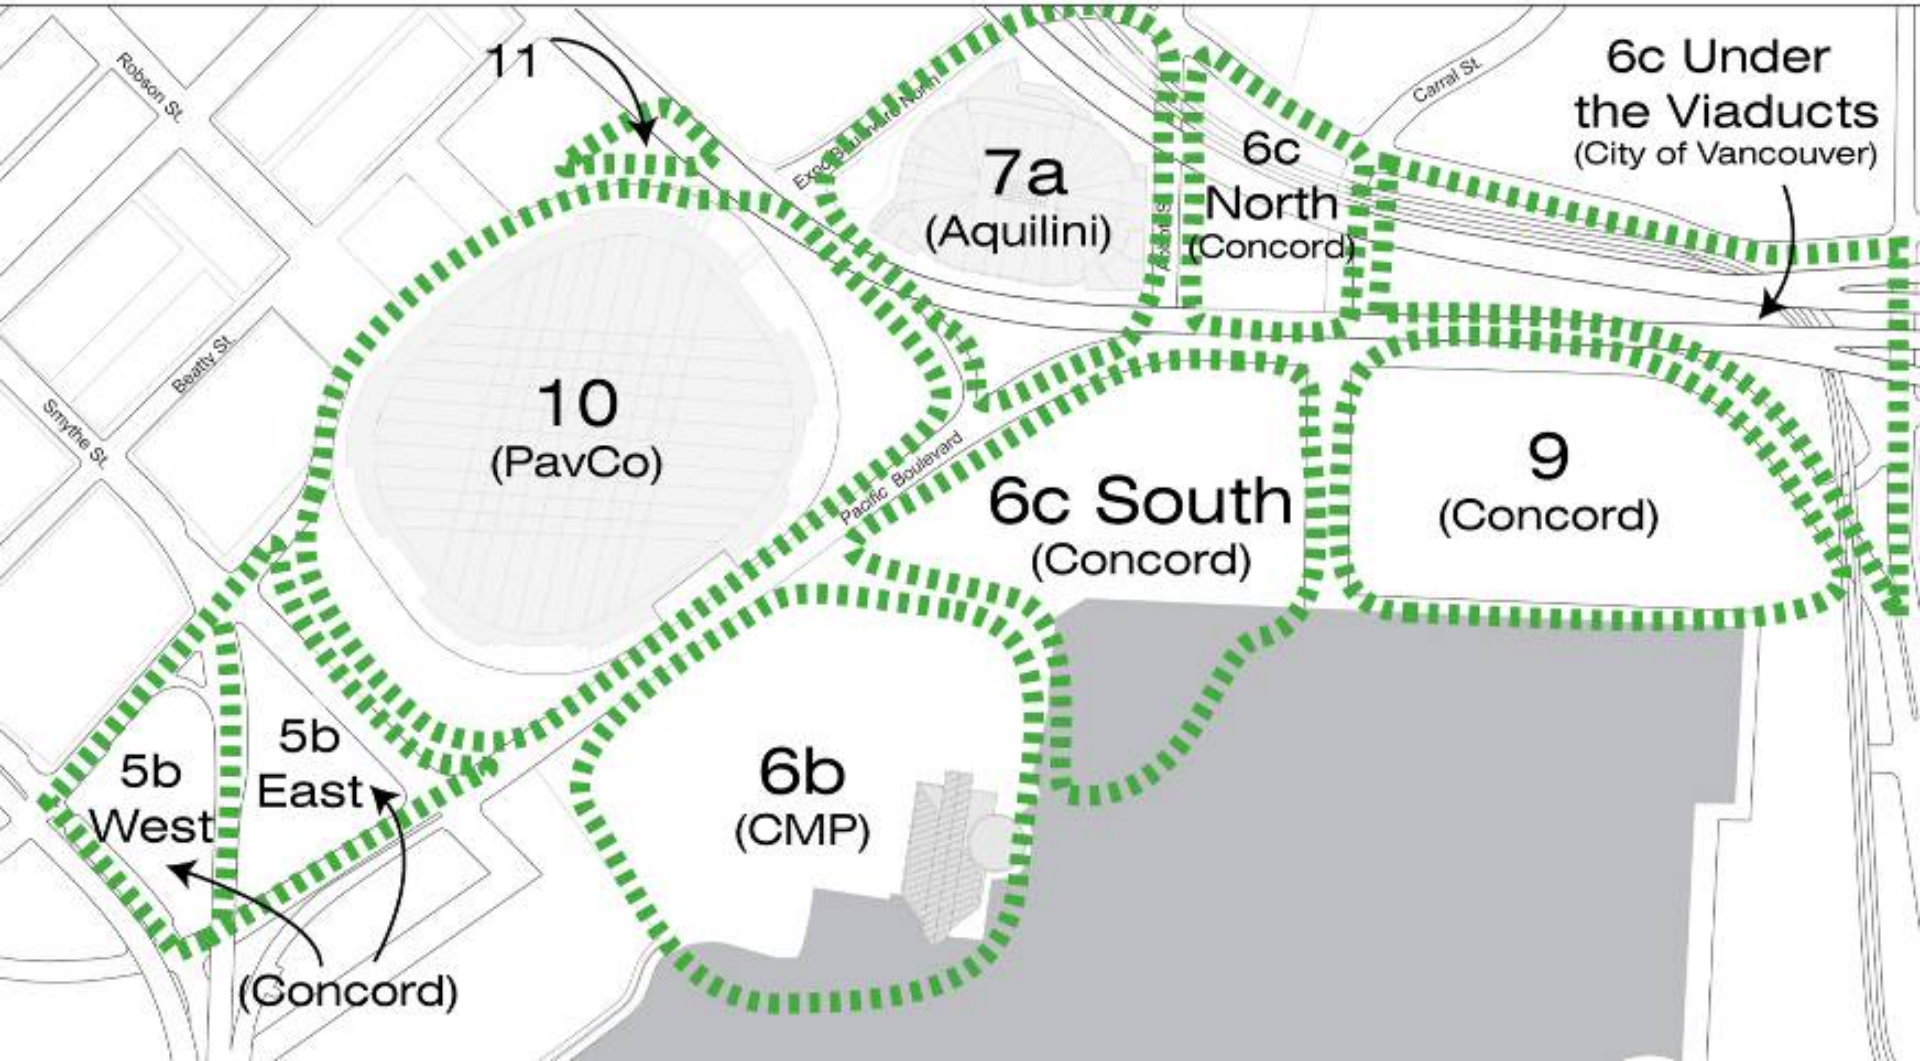 11
Robson St.
Expo Boulevard North
Carral St.
6c Under
the Viaducts
(City of Vancouver)
7a
(Aquilini)
6c
North
(Concord)
Beatty St.
Smythe St.
10
(PavCo)
Pacific Boulevard
6c South
(Concord)
9
(Concord)
5b
West
5b
East
(Concord)
6b
(CMP)